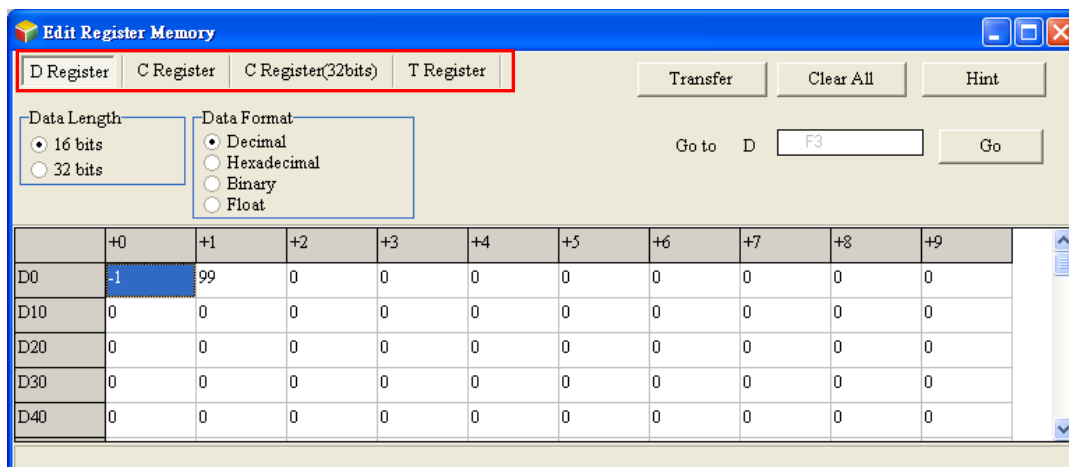 Edit Register Memory
D Register C Register C Register(32bits) T Register Transfer Clear All Hint
Data Length Data Format
16 bits Decimal Go to D F3 Go
32 bits Hexadecimal
Binary
Float
+0 +1 +2 +3 +4 +5 +6 +7 +8 +9
D0 -1 99 0 0 0 0 0 0 0 0
D10 0 0 0 0 0 0 0 0 0 0
D20 0 0 0 0 0 0 0 0 0 0
D30 0 0 0 0 0 0 0 0 0 0
D40 0 0 0 0 0 0 0 0 0 0